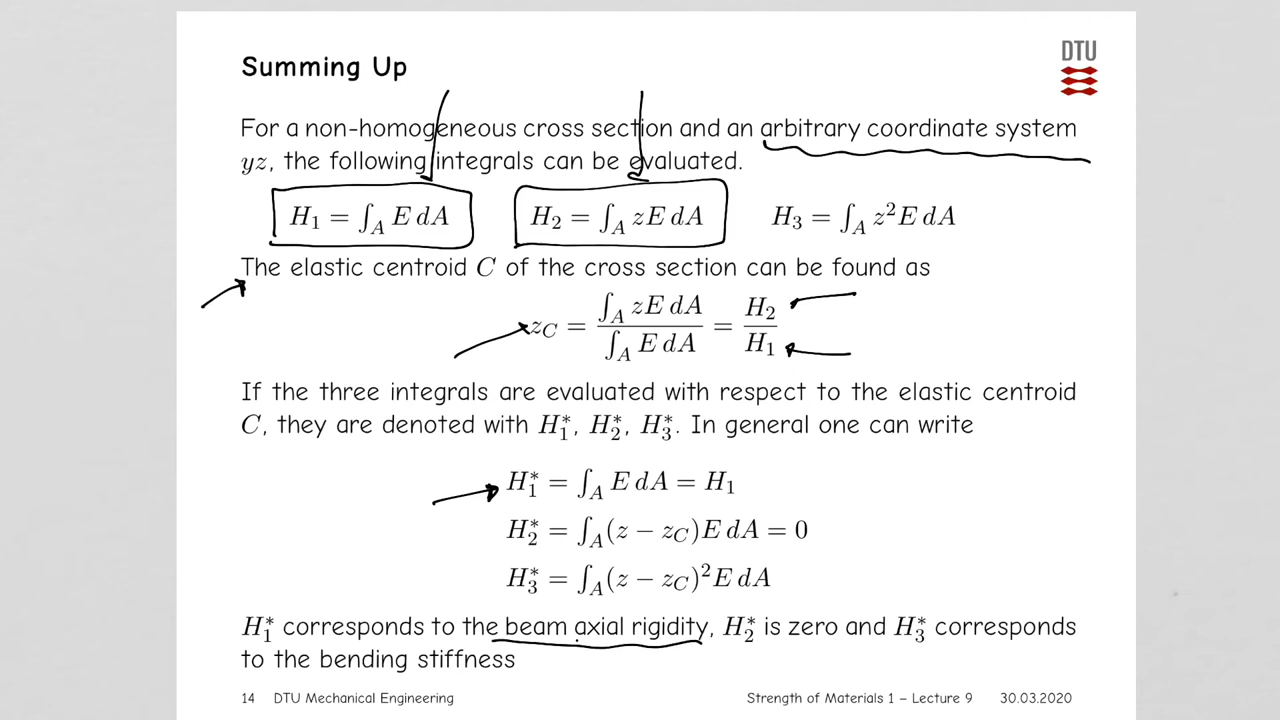 Summing Up
DTU
For a non-homogeneous cross section and an arbitrary coordinate system
yz, the following integrals can be evaluated.
H₁ = ∫_A E dA    H₂ = ∫_A zE dA    H₃ = ∫_A z²E dA
The elastic centroid C of the cross section can be found as
z_C = ∫_A zE dA / ∫_A E dA = H₂ / H₁
If the three integrals are evaluated with respect to the elastic centroid
C, they are denoted with H₁*, H₂*, H₃*. In general one can write
H₁* = ∫_A E dA = H₁
H₂* = ∫_A (z − z_C)E dA = 0
H₃* = ∫_A (z − z_C)²E dA
H₁* corresponds to the beam axial rigidity, H₂* is zero and H₃* corresponds
to the bending stiffness
14 DTU Mechanical Engineering    Strength of Materials 1 – Lecture 9    30.03.2020